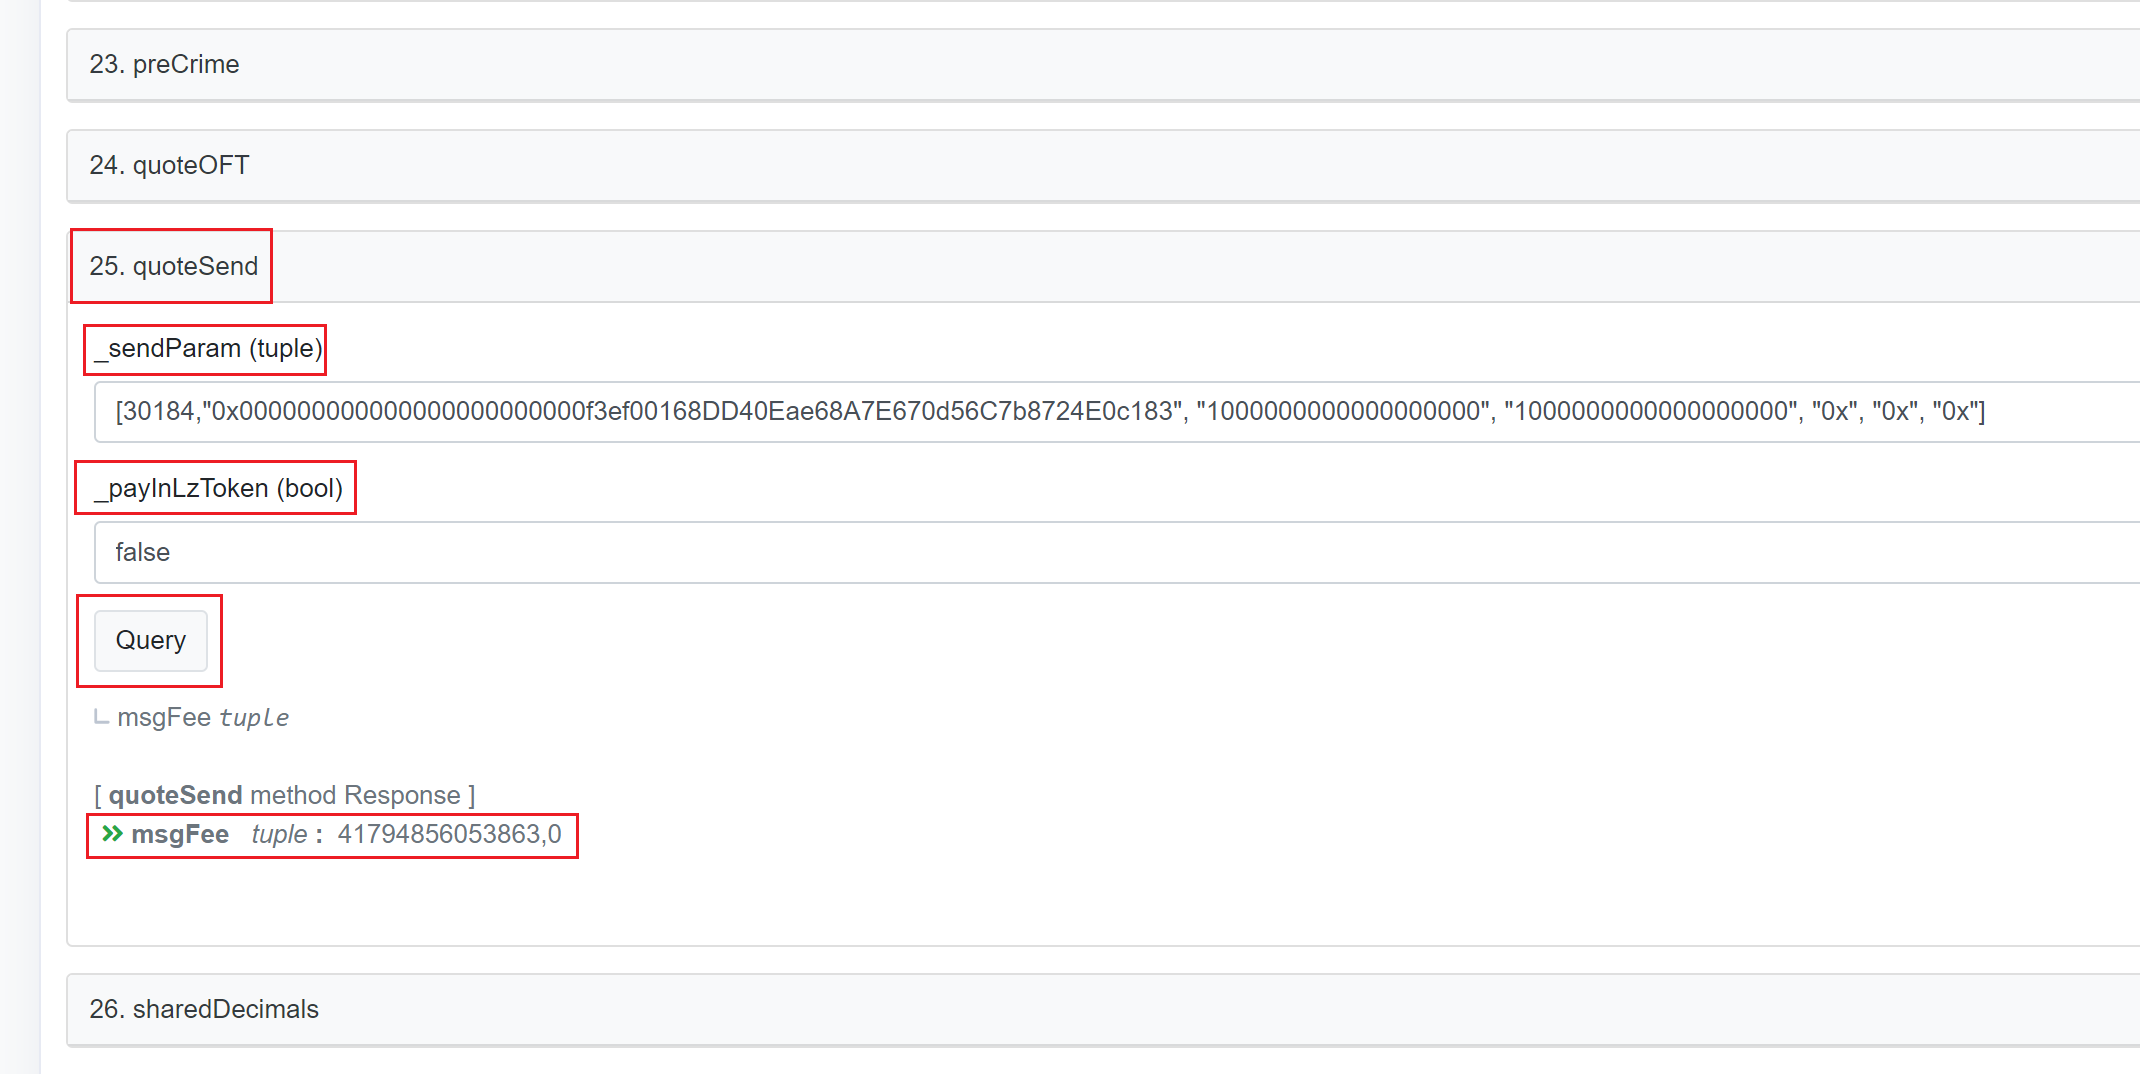 23. preCrime
24. quoteOFT
25. quoteSend
_sendParam (tuple)
[30184,"0x000000000000000000000000f3ef00168DD40Eae68A7E670d56C7b8724E0c183", "1000000000000000000", "1000000000000000000", "0x", "0x", "0x"]
_payInLzToken (bool)
false
Query
msgFee tuple
[ quoteSend method Response ]
msgFee tuple : 41794856053863,0
26. sharedDecimals